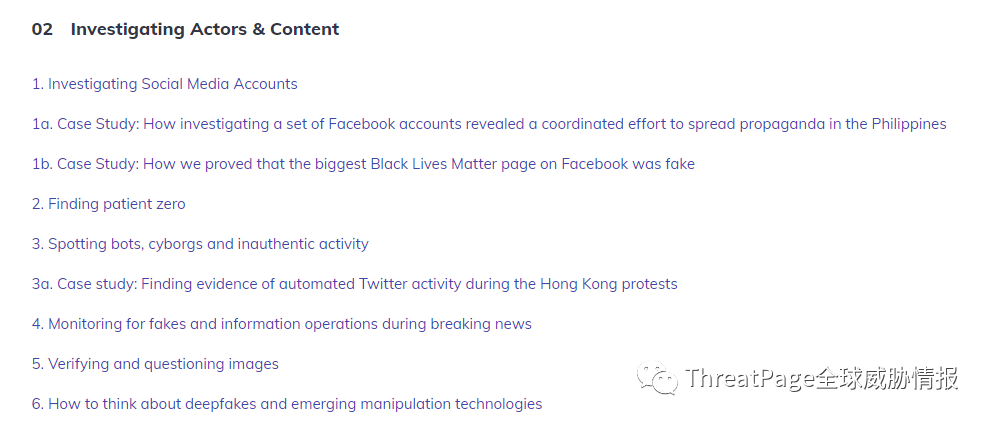 02 Investigating Actors & Content
1. Investigating Social Media Accounts
1a. Case Study: How investigating a set of Facebook accounts revealed a coordinated effort to spread propaganda in the Philippines
1b. Case Study: How we proved that the biggest Black Lives Matter page on Facebook was fake
2. Finding patient zero
3. Spotting bots, cyborgs and inauthentic activity
3a. Case study: Finding evidence of automated Twitter activity during the Hong Kong protests
4. Monitoring for fakes and information operations during breaking news
5. Verifying and questioning images
ThreatPage全球威胁情报
6. How to think about deepfakes and emerging manipulation technologies